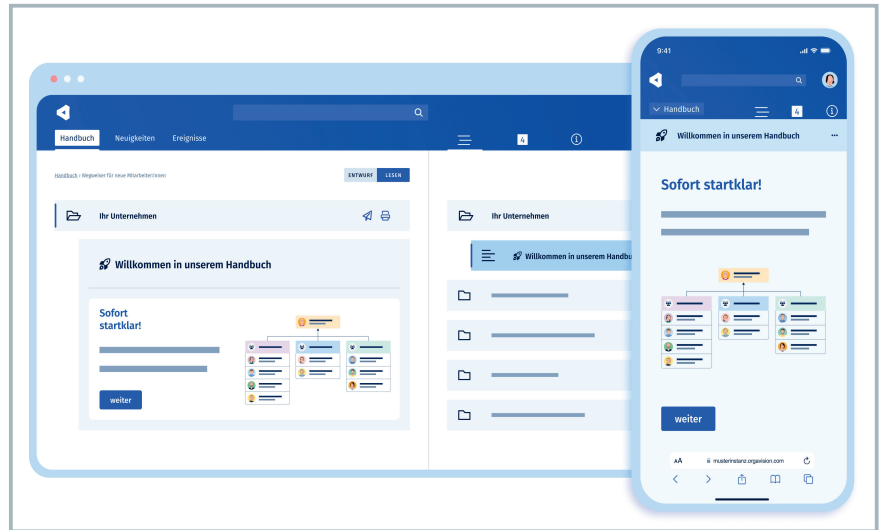 Handbuch
Neuigkeiten
Ereignisse
4
Handbuch › Wegweiser für neue Mitarbeiter:innen
ENTWURF
LESEN
Ihr Unternehmen
Willkommen in unserem Handbuch
Sofort
startklar!
weiter
Ihr Unternehmen
Willkommen in unserem Handbu
9:41
Handbuch
4
Willkommen in unserem Handbuch
Sofort startklar!
weiter
AA
musterinstanz.orgavision.com